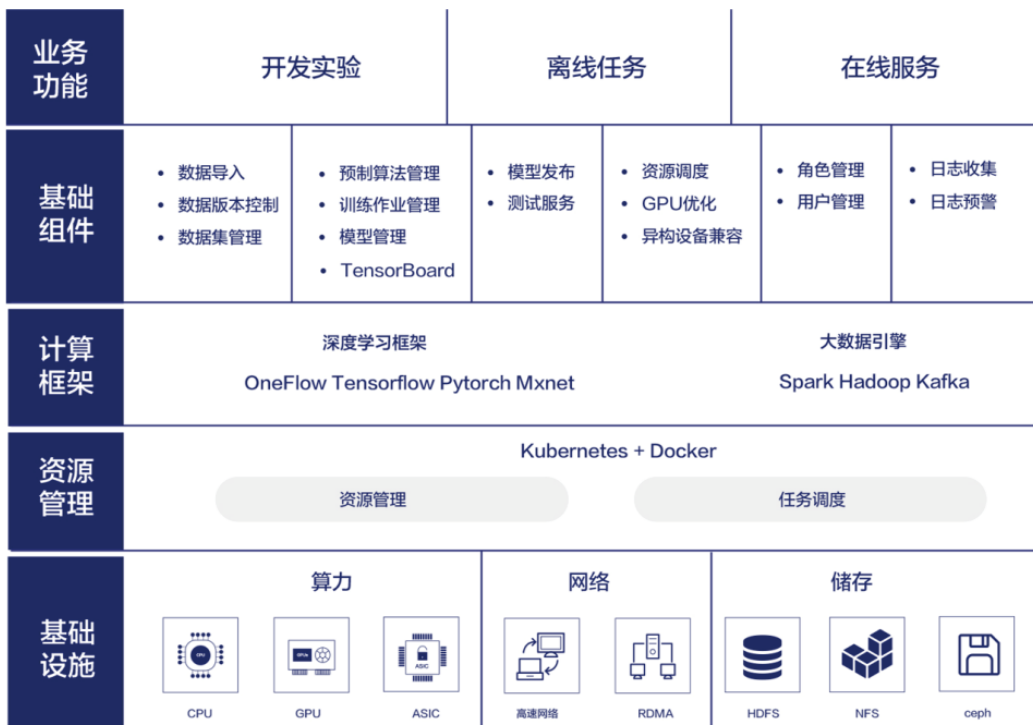 业务
功能
开发实验
离线任务
在线服务
基础
组件
• 数据导入
• 数据版本控制
• 数据集管理
• 预制算法管理
• 训练作业管理
• 模型管理
• TensorBoard
• 模型发布
• 测试服务
• 资源调度
• GPU优化
• 异构设备兼容
• 角色管理
• 用户管理
• 日志收集
• 日志预警
计算
框架
深度学习框架
OneFlow Tensorflow Pytorch Mxnet
大数据引擎
Spark Hadoop Kafka
资源
管理
Kubernetes + Docker
资源管理
任务调度
基础
设施
算力
CPU
CPU
GPU
ASIC
ASIC
网络
高速网络
RDMA
储存
HDFS
NFS
ceph